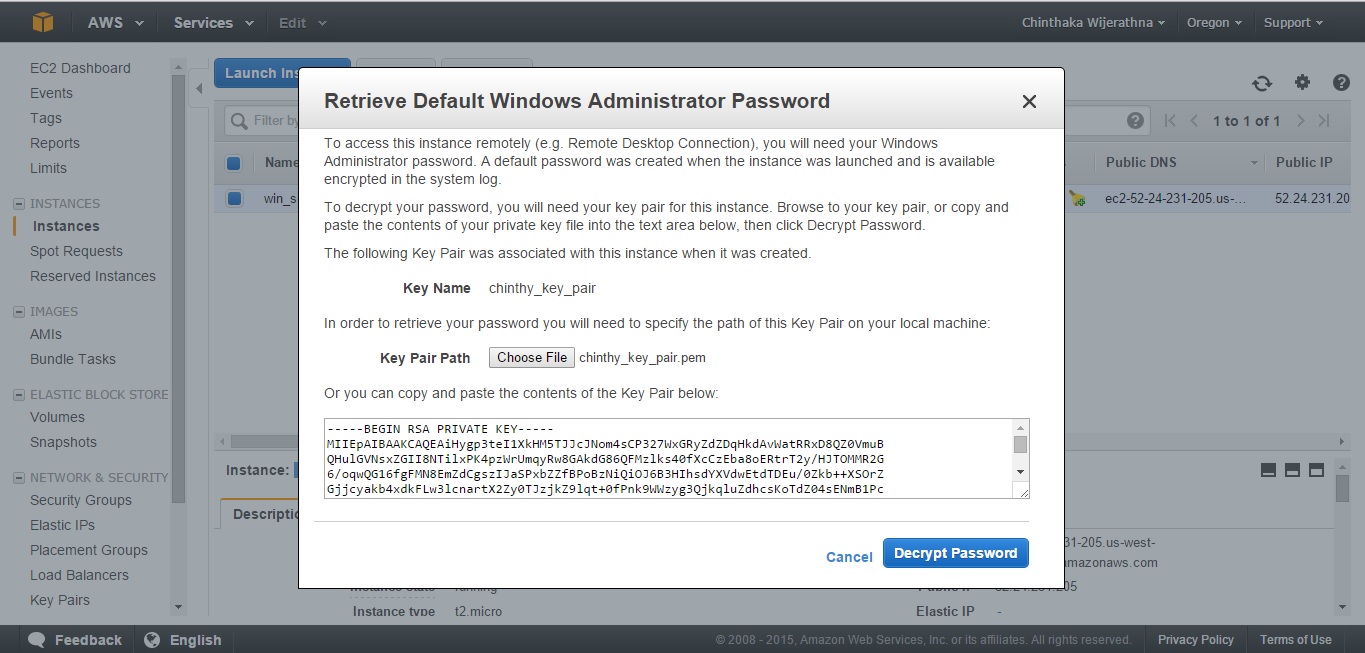 AWS Services Edit Chinthaka Wijerathna Oregon Support
EC2 Dashboard
Events
Tags
Reports
Limits
INSTANCES
Instances
Spot Requests
Reserved Instances
IMAGES
AMIs
Bundle Tasks
ELASTIC BLOCK STORE
Volumes
Snapshots
NETWORK & SECURITY
Security Groups
Elastic IPs
Placement Groups
Load Balancers
Key Pairs
Launch Ins
Filter by
1 to 1 of 1
Name
Public DNS Public IP
win_s
ec2-52-24-231-205.us-... 52.24.231.20
Retrieve Default Windows Administrator Password
To access this instance remotely (e.g. Remote Desktop Connection), you will need your Windows
Administrator password. A default password was created when the instance was launched and is available
encrypted in the system log.
To decrypt your password, you will need your key pair for this instance. Browse to your key pair, or copy and
paste the contents of your private key file into the text area below, then click Decrypt Password.
The following Key Pair was associated with this instance when it was created.
Key Name chinthy_key_pair
In order to retrieve your password you will need to specify the path of this Key Pair on your local machine:
Key Pair Path Choose File chinthy_key_pair.pem
Or you can copy and paste the contents of the Key Pair below:
-----BEGIN RSA PRIVATE KEY-----
MIIEpAIBAAKCAQEAiHygp3teI1XkHM5TJJcJNom4sCP327WxGRyZdZDqHkdAvWatRRxD8QZ0VmuB
QHulGVNsxZGII8NTilxPK4pzWrUmqyRw8GAkdG86QFMzlks40fXcCzEba8oERtrT2y/HJTOMMR2G
6/oqwQG16fgFMN8EmZdCgszIJaSPxbZZfBPoBzNiQiOJ6B3HIhsdYXVdwEtdTDEu/0Zkb++XSOrZ
Gjjcyakb4xdkFLw3lcnartX2Zy0TJzjkZ9lqt+0fPnk9WWzyg3QjkqluZdhcsKoTdZ04sENmB1Pc
Cancel Decrypt Password
Instance:
Descriptio
31-205.us-west-
mazonaws.com
Instance state running
Public IP 52.24.231.205
Instance type t2.micro
Elastic IP -
Feedback English
© 2008 - 2015, Amazon Web Services, Inc. or its affiliates. All rights reserved. Privacy Policy Terms of Use